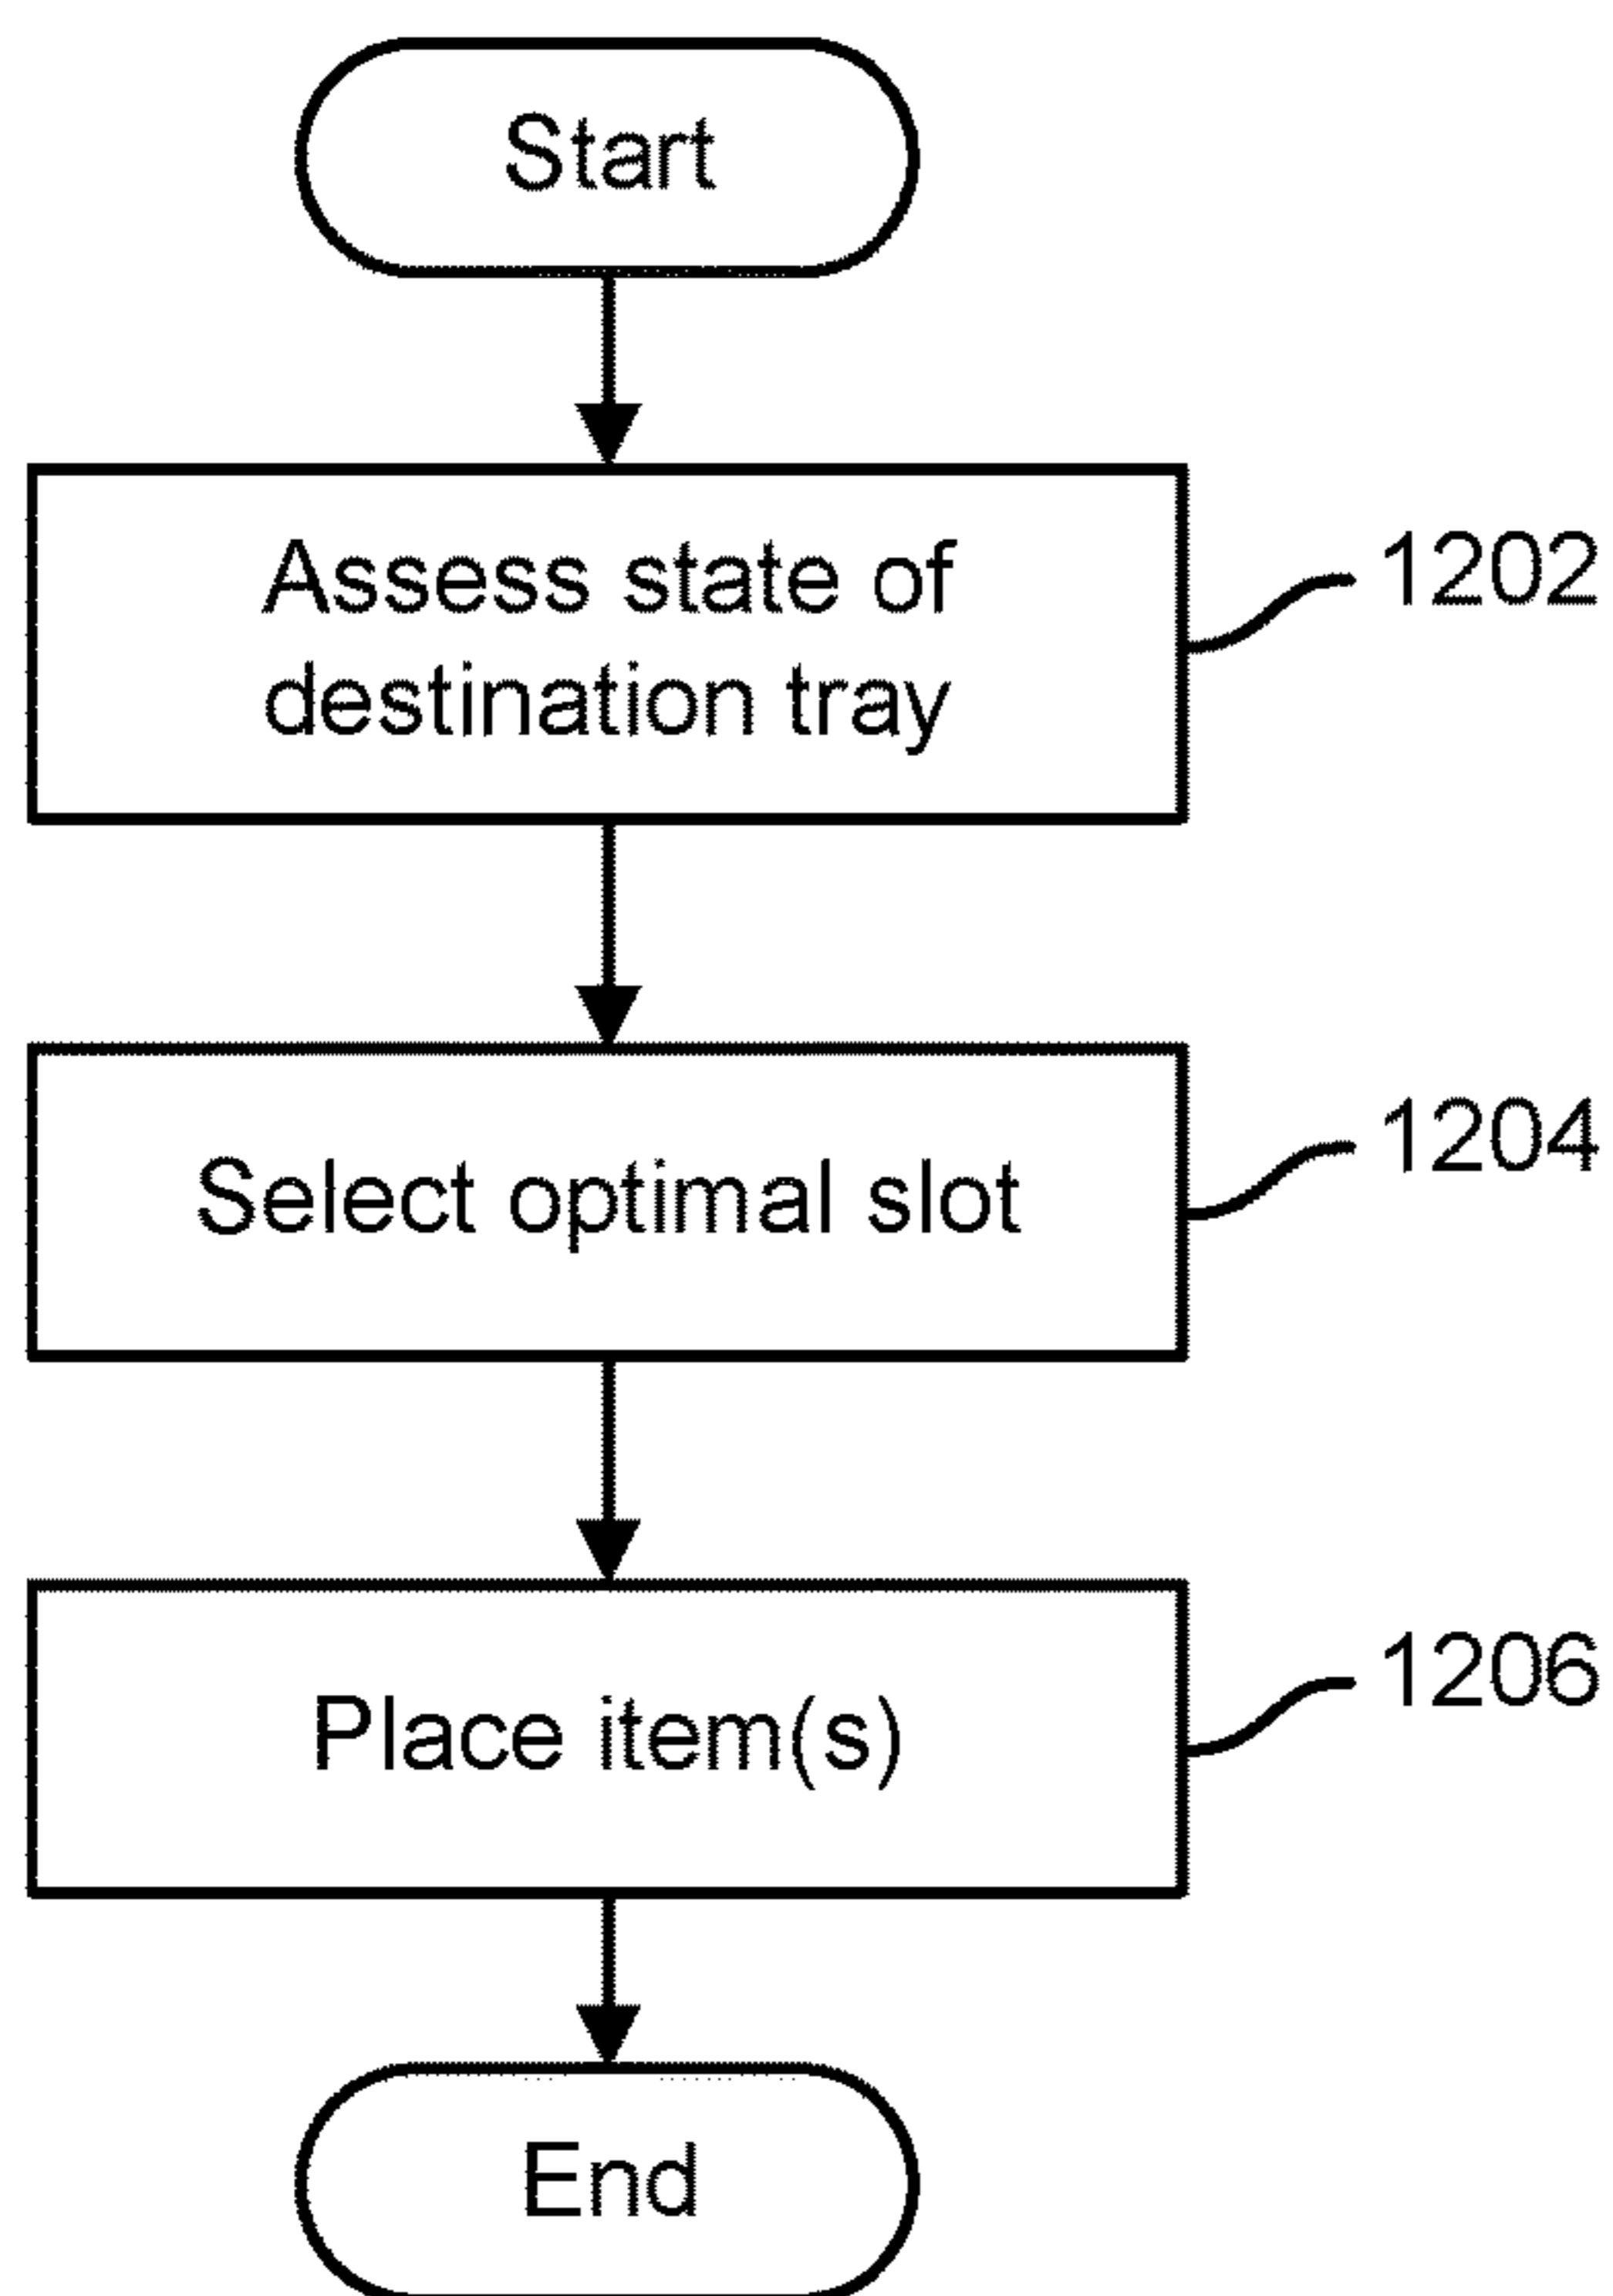 Start
Assess state of
destination tray
1202
Select optimal slot
1204
Place item(s)
1206
End